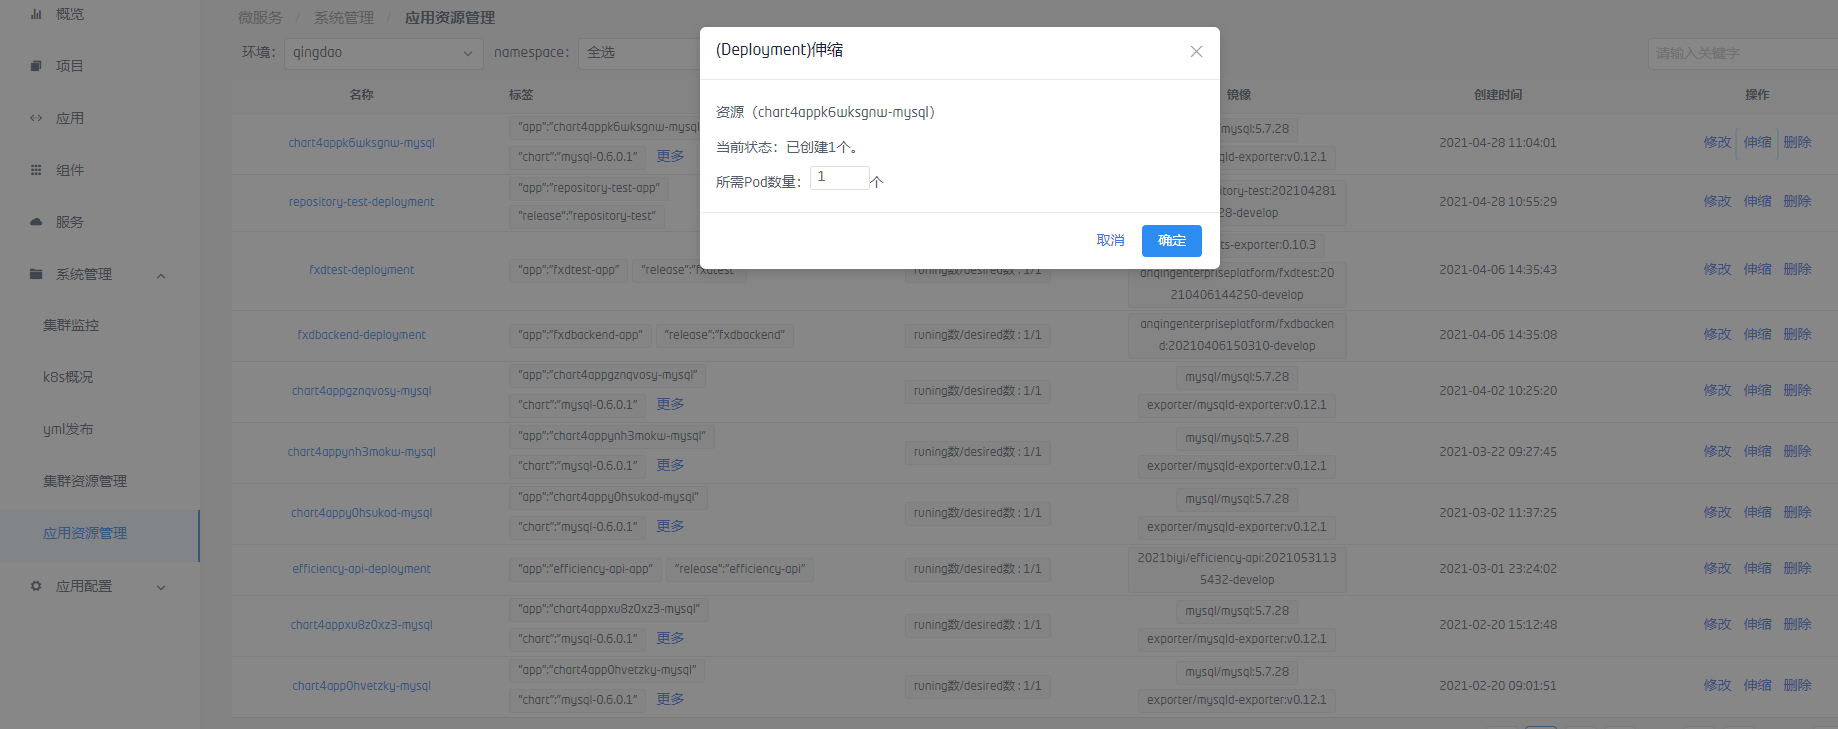 概览
项目
应用
组件
服务
系统管理
集群监控
k8s概况
yml发布
集群资源管理
应用资源管理
应用配置
微服务 / 系统管理 / 应用资源管理
环境： qingdao namespace： 全选 请输入关键字
(Deployment)伸缩
资源（chart4appk6wksgnw-mysql）
当前状态：已创建1个。
所需Pod数量： 1 个
取消 确定
名称 标签 镜像 创建时间 操作
chart4appk6wksgnw-mysql "app":"chart4appk6wksgnw-mysql "chart":"mysql-0.6.0.1" 更多 mysql:5.7.28 mysqld-exporter:v0.12.1 2021-04-28 11:04:01 修改 伸缩 删除
repository-test-deployment "app":"repository-test-app" "release":"repository-test" itory-test:202104281 28-develop 2021-04-28 10:55:29 修改 伸缩 删除
fxdtest-deployment "app":"fxdtest-app" "release":"fxdtest" runing数/desired数 : 1/1 ts-exporter:0.10.3 anqingenterpriseplatform/fxdtest:20 210406144250-develop 2021-04-06 14:35:43 修改 伸缩 删除
fxdbackend-deployment "app":"fxdbackend-app" "release":"fxdbackend" runing数/desired数 : 1/1 anqingenterpriseplatform/fxdbacken d:20210406150310-develop 2021-04-06 14:35:08 修改 伸缩 删除
chart4appgznqvosy-mysql "app":"chart4appgznqvosy-mysql" "chart":"mysql-0.6.0.1" 更多 runing数/desired数 : 1/1 mysql/mysql:5.7.28 exporter/mysqld-exporter:v0.12.1 2021-04-02 10:25:20 修改 伸缩 删除
chart4appynh3mokw-mysql "app":"chart4appynh3mokw-mysql" "chart":"mysql-0.6.0.1" 更多 runing数/desired数 : 1/1 mysql/mysql:5.7.28 exporter/mysqld-exporter:v0.12.1 2021-03-22 09:27:45 修改 伸缩 删除
chart4appy0hsukod-mysql "app":"chart4appy0hsukod-mysql" "chart":"mysql-0.6.0.1" 更多 runing数/desired数 : 1/1 mysql/mysql:5.7.28 exporter/mysqld-exporter:v0.12.1 2021-03-02 11:37:25 修改 伸缩 删除
efficiency-api-deployment "app":"efficiency-api-app" "release":"efficiency-api" runing数/desired数 : 1/1 2021biyi/efficiency-api:2021053113 5432-develop 2021-03-01 23:24:02 修改 伸缩 删除
chart4appxu8z0xz3-mysql "app":"chart4appxu8z0xz3-mysql" "chart":"mysql-0.6.0.1" 更多 runing数/desired数 : 1/1 mysql/mysql:5.7.28 exporter/mysqld-exporter:v0.12.1 2021-02-20 15:12:48 修改 伸缩 删除
chart4app0hvetzky-mysql "app":"chart4app0hvetzky-mysql" "chart":"mysql-0.6.0.1" 更多 runing数/desired数 : 1/1 mysql/mysql:5.7.28 exporter/mysqld-exporter:v0.12.1 2021-02-20 09:01:51 修改 伸缩 删除